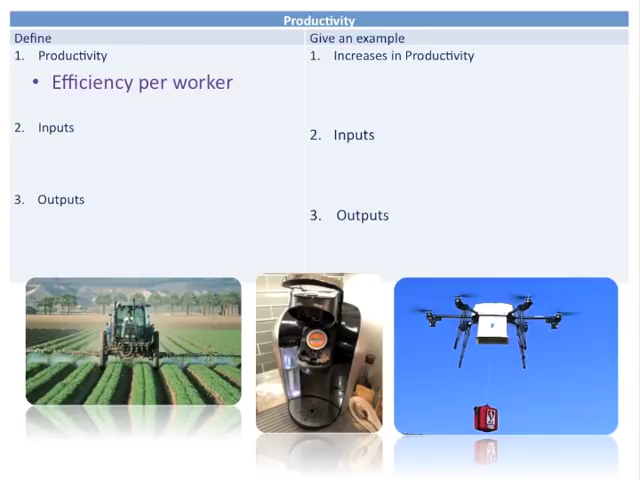 Productivity
Define
Give an example
1. Productivity
• Efficiency per worker
2. Inputs
3. Outputs
1. Increases in Productivity
2. Inputs
3. Outputs